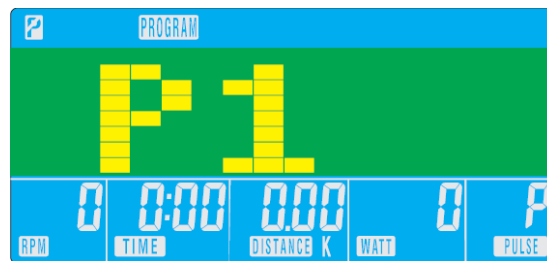 P PROGRAM
P1
0 0:00 0.00 0 P
RPM TIME DISTANCE K WATT PULSE